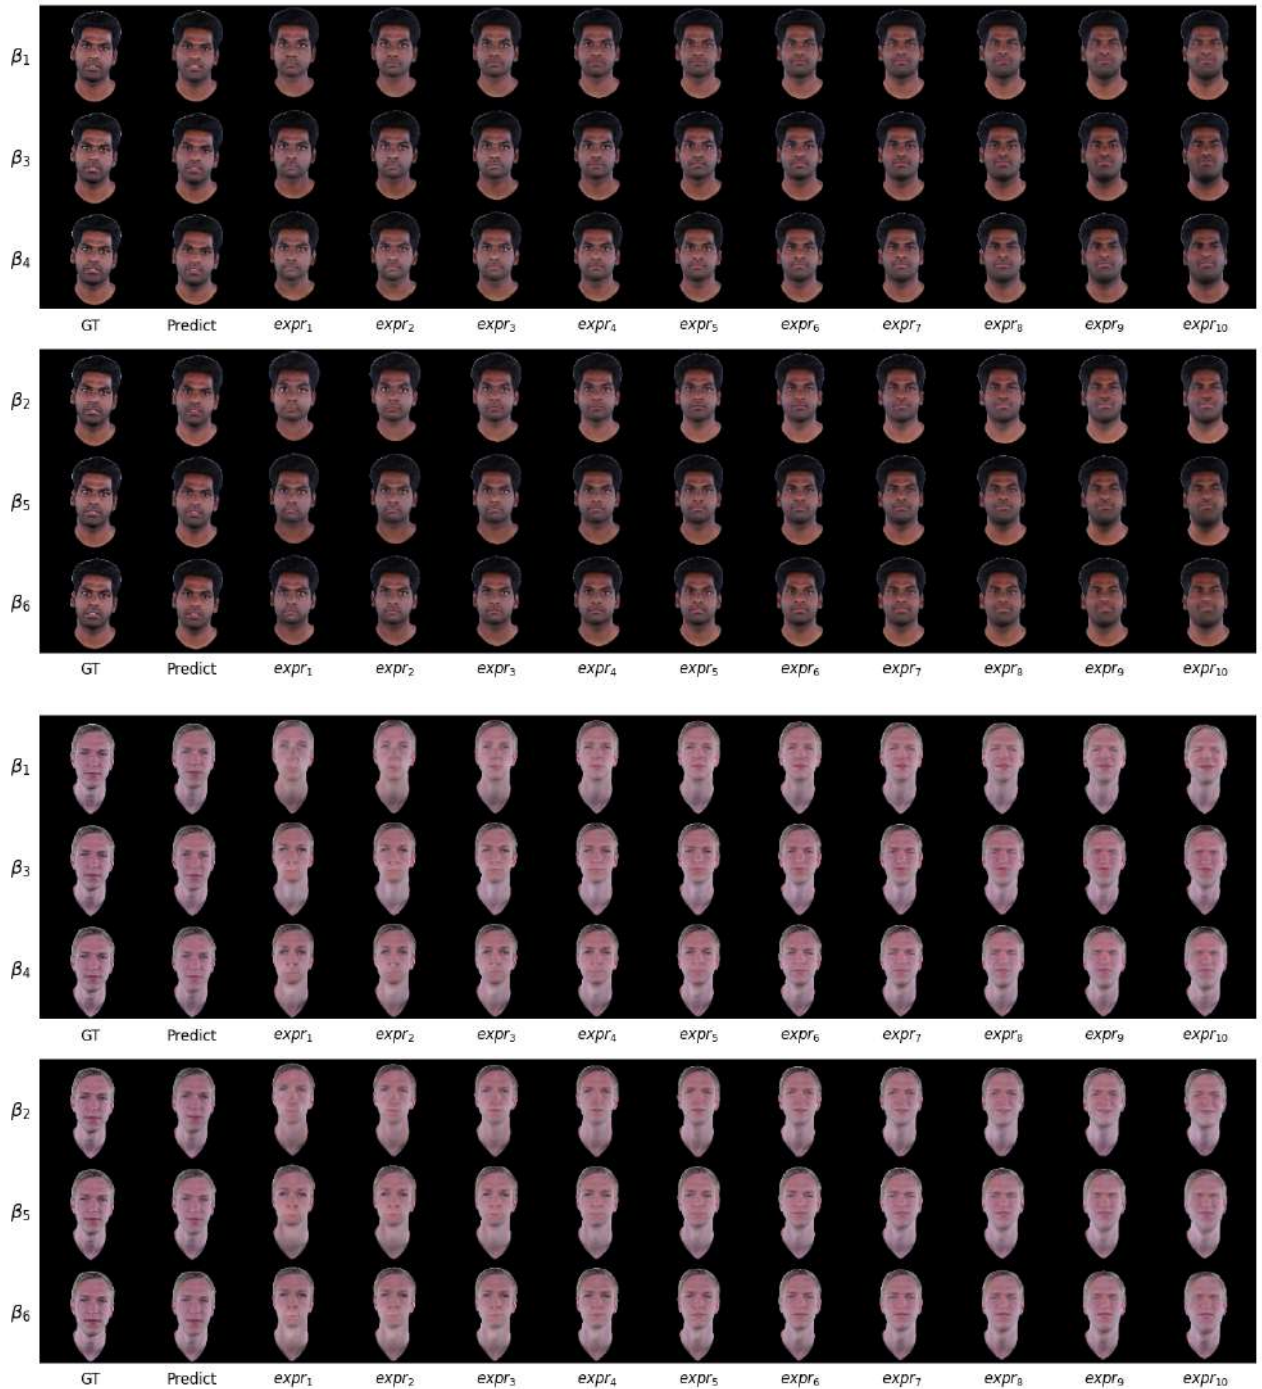 β₁
β₃
β₄
GT Predict expr₁ expr₂ expr₃ expr₄ expr₅ expr₆ expr₇ expr₈ expr₉ expr₁₀
β₂
β₅
β₆
GT Predict expr₁ expr₂ expr₃ expr₄ expr₅ expr₆ expr₇ expr₈ expr₉ expr₁₀
β₁
β₃
β₄
GT Predict expr₁ expr₂ expr₃ expr₄ expr₅ expr₆ expr₇ expr₈ expr₉ expr₁₀
β₂
β₅
β₆
GT Predict expr₁ expr₂ expr₃ expr₄ expr₅ expr₆ expr₇ expr₈ expr₉ expr₁₀